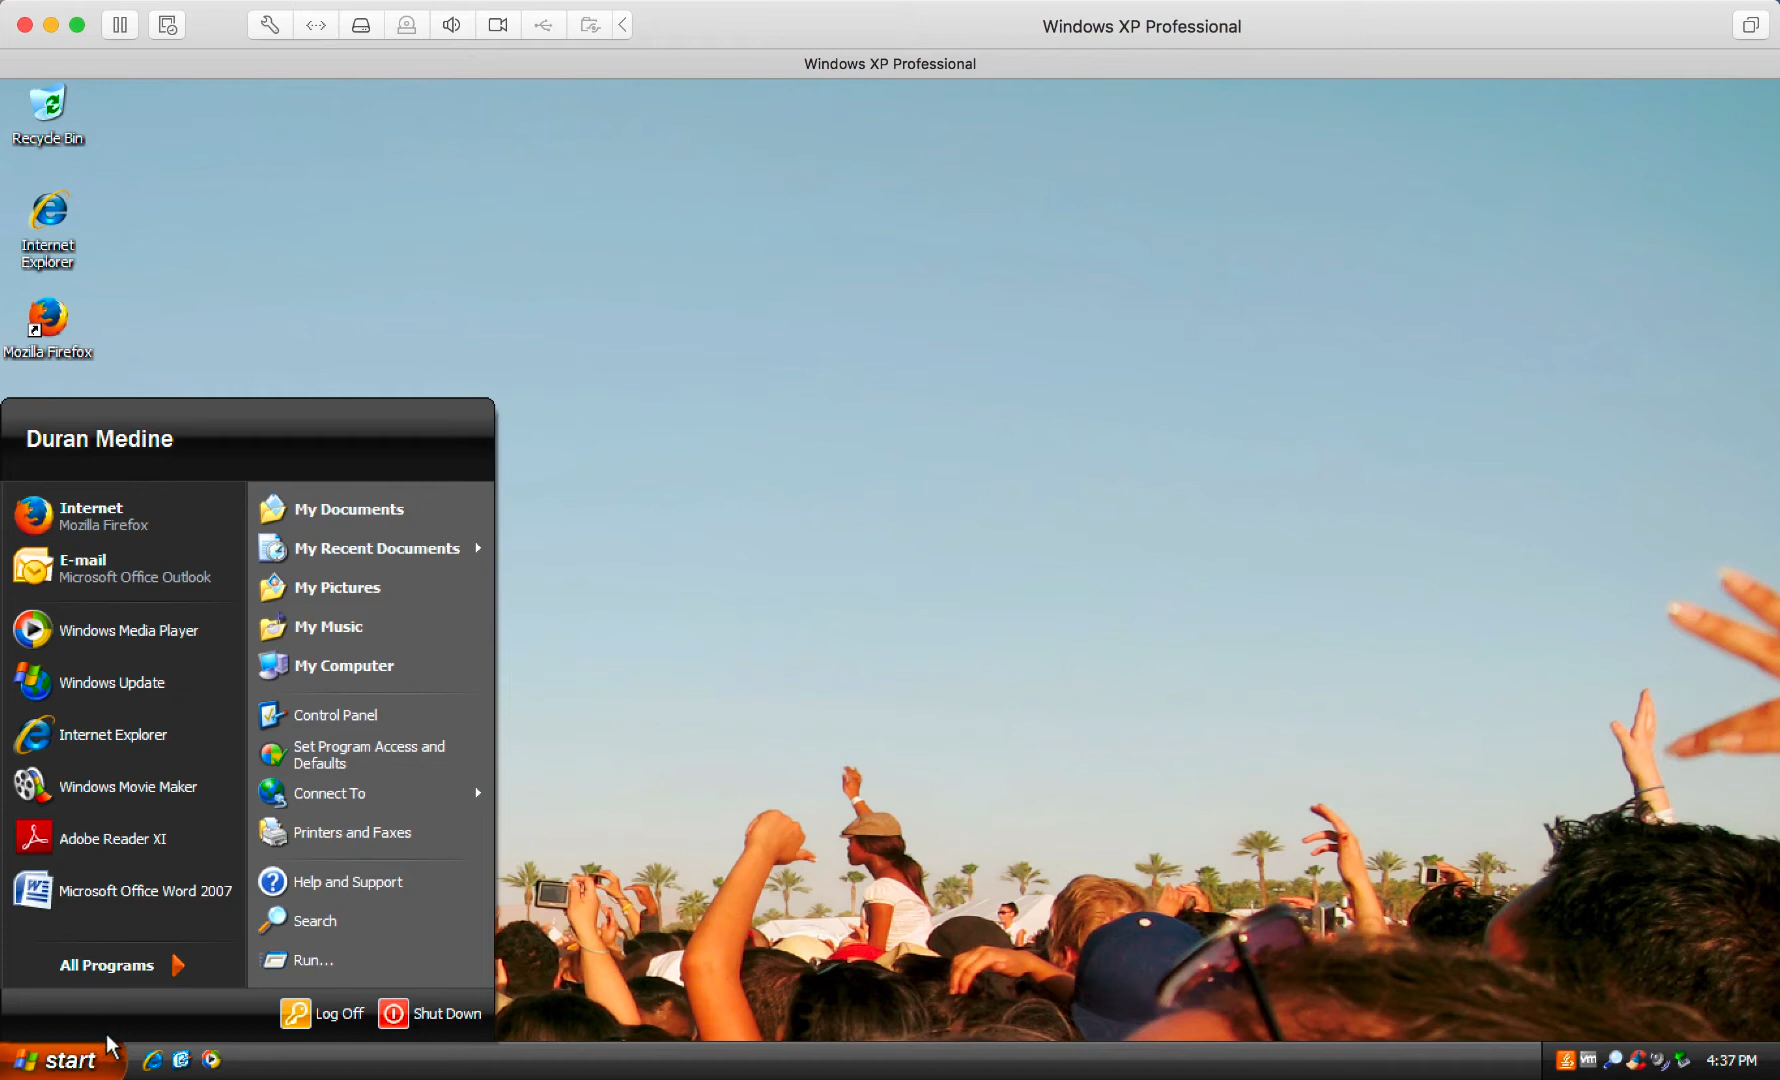 Windows XP Professional
Windows XP Professional
Recycle Bin
Internet
Explorer
Mozilla Firefox
Duran Medine
Internet
Mozilla Firefox
E-mail
Microsoft Office Outlook
Windows Media Player
Windows Update
Internet Explorer
Windows Movie Maker
Adobe Reader XI
Microsoft Office Word 2007
All Programs
My Documents
My Recent Documents
My Pictures
My Music
My Computer
Control Panel
Set Program Access and
Defaults
Connect To
Printers and Faxes
Help and Support
Search
Run...
Log Off
Shut Down
start
vm
4:37 PM